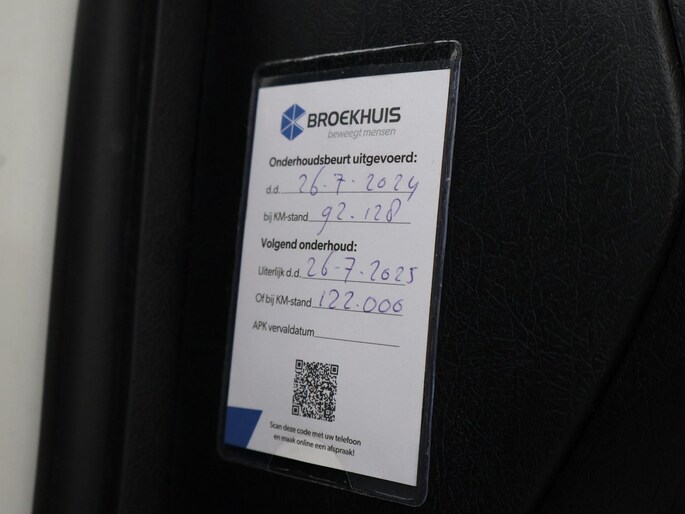 BROEKHUIS
beweegt mensen
Onderhoudsbeurt uitgevoerd:
d.d. 26-7-2024
bij KM-stand 92.128
Volgend onderhoud:
Uiterlijk d.d. 26-7-2025
Of bij KM-stand 122.000
APK vervaldatum
Scan deze code met uw telefoon
en maak online een afspraak!